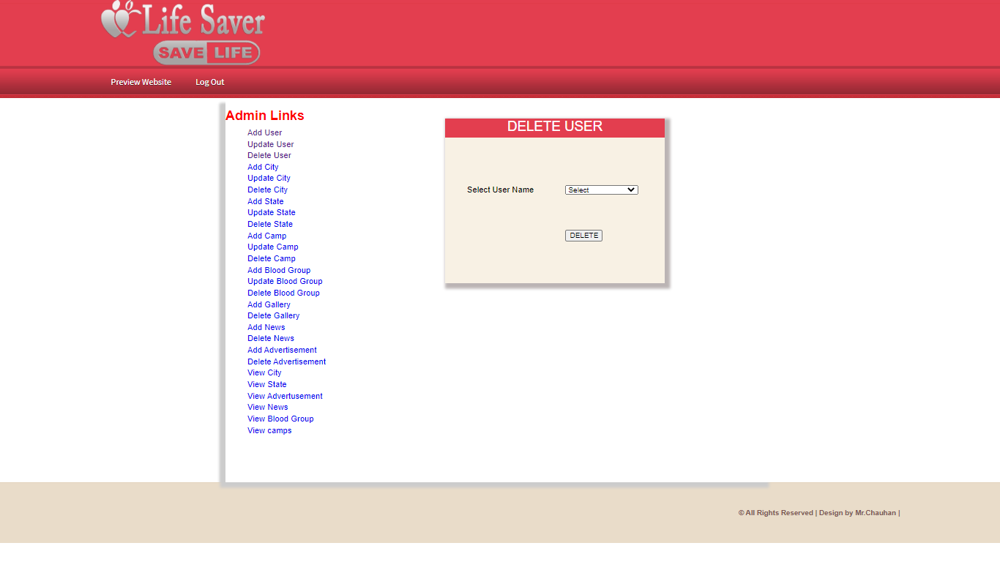 Life Saver
SAVE LIFE
Preview Website Log Out
Admin Links
Add User
Update User
Delete User
Add City
Update City
Delete City
Add State
Update State
Delete State
Add Camp
Update Camp
Delete Camp
Add Blood Group
Update Blood Group
Delete Blood Group
Add Gallery
Delete Gallery
Add News
Delete News
Add Advertisement
Delete Advertisement
View City
View State
View Advertusement
View News
View Blood Group
View camps
DELETE USER
Select User Name Select
DELETE
© All Rights Reserved | Design by Mr.Chauhan |